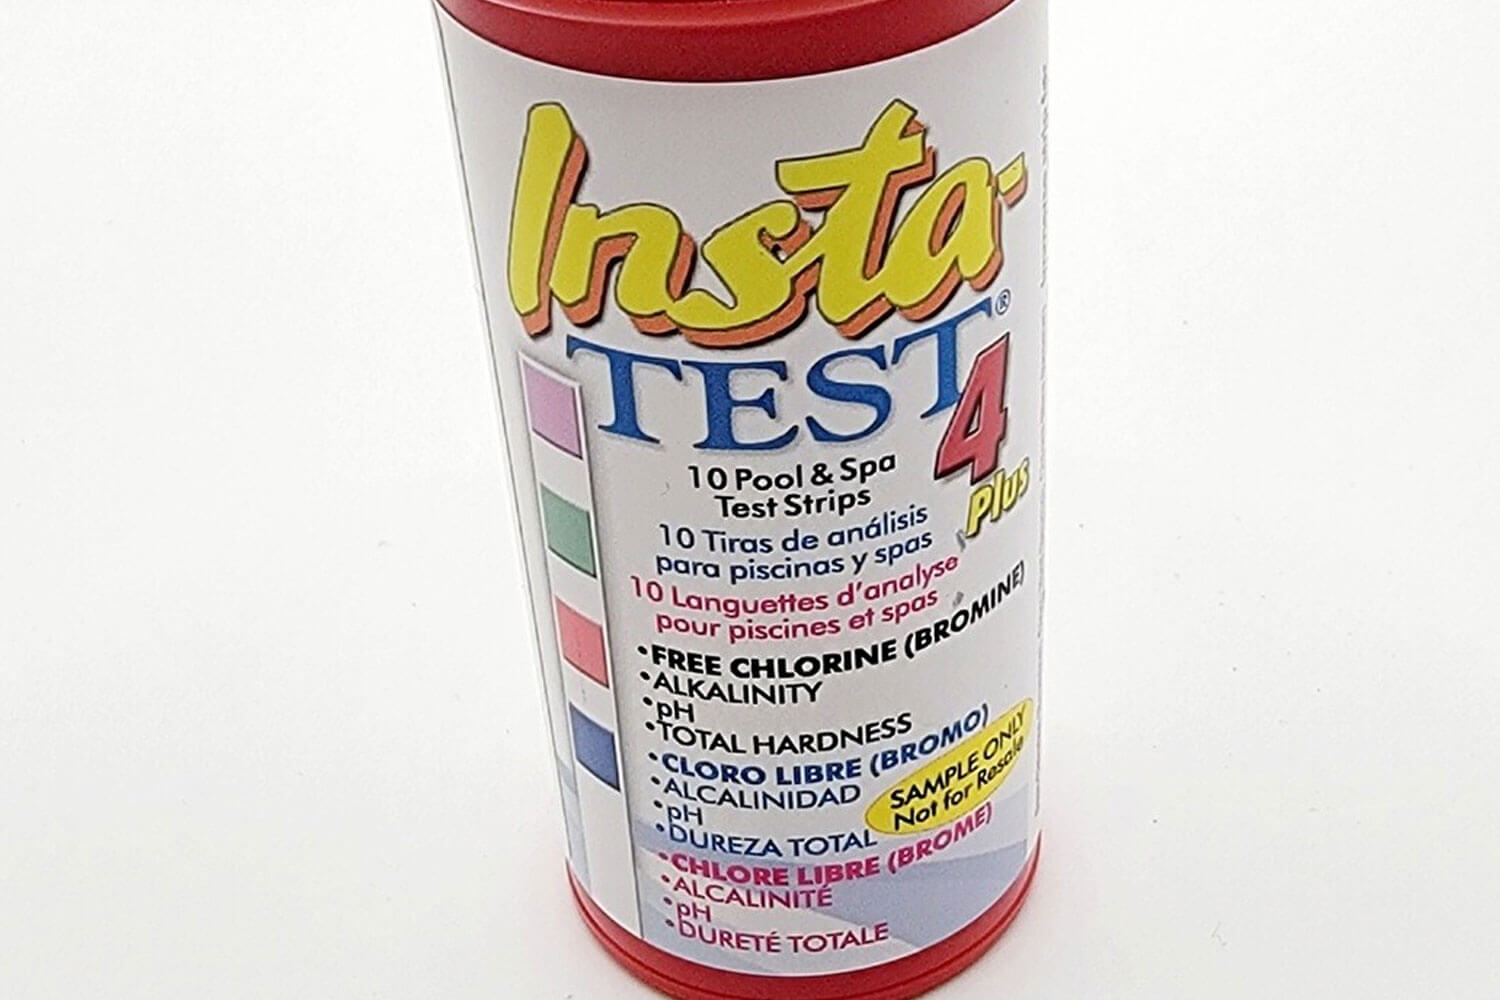 Insta-
TEST®
4
Plus
10 Pool & Spa
Test Strips
10 Tiras de análisis
para piscinas y spas
10 Languettes d'analyse
pour piscines et spas
•FREE CHLORINE (BROMINE)
•ALKALINITY
•pH
•TOTAL HARDNESS
•CLORO LIBRE (BROMO)
•ALCALINIDAD
•pH
•DUREZA TOTAL
SAMPLE ONLY
Not for Resale
•CHLORE LIBRE (BROME)
•ALCALINITÉ
•pH
•DURETÉ TOTALE